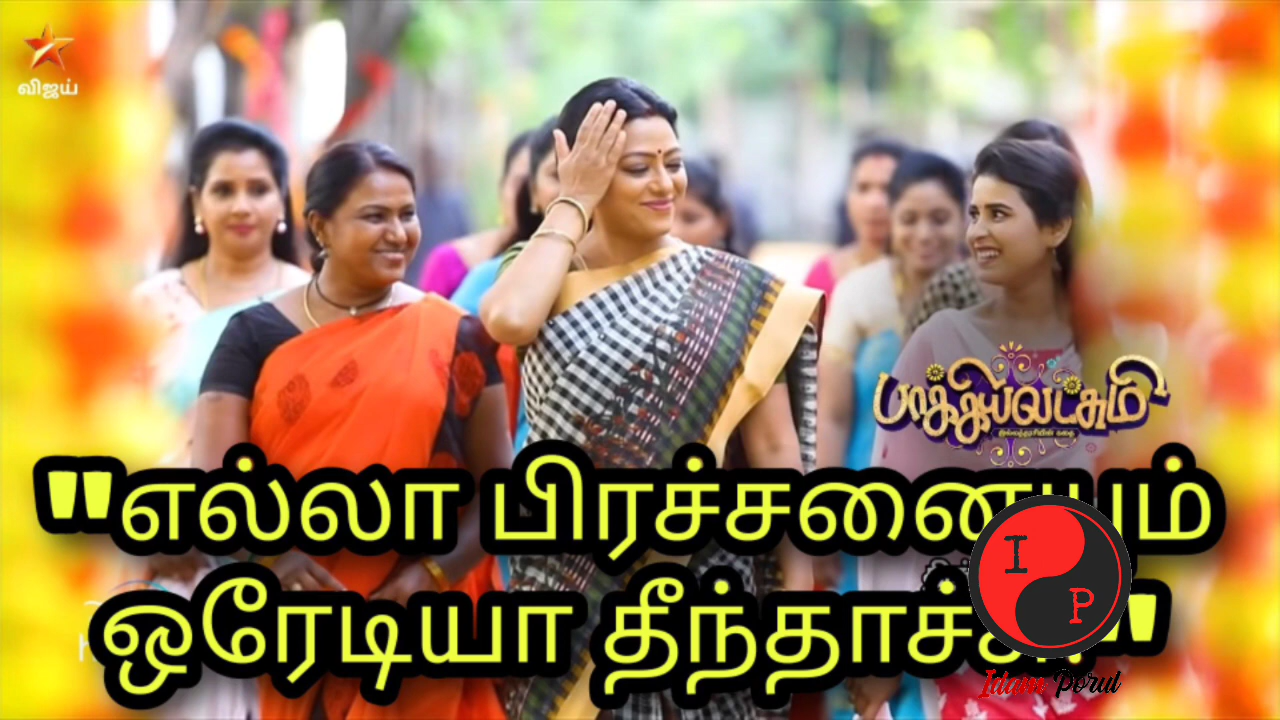 விஜய்
பாக்கியலட்சுமி
"எல்லா பிரச்சனையும்
ஒரேடியா தீந்தாச்
I
P
Idam Porul